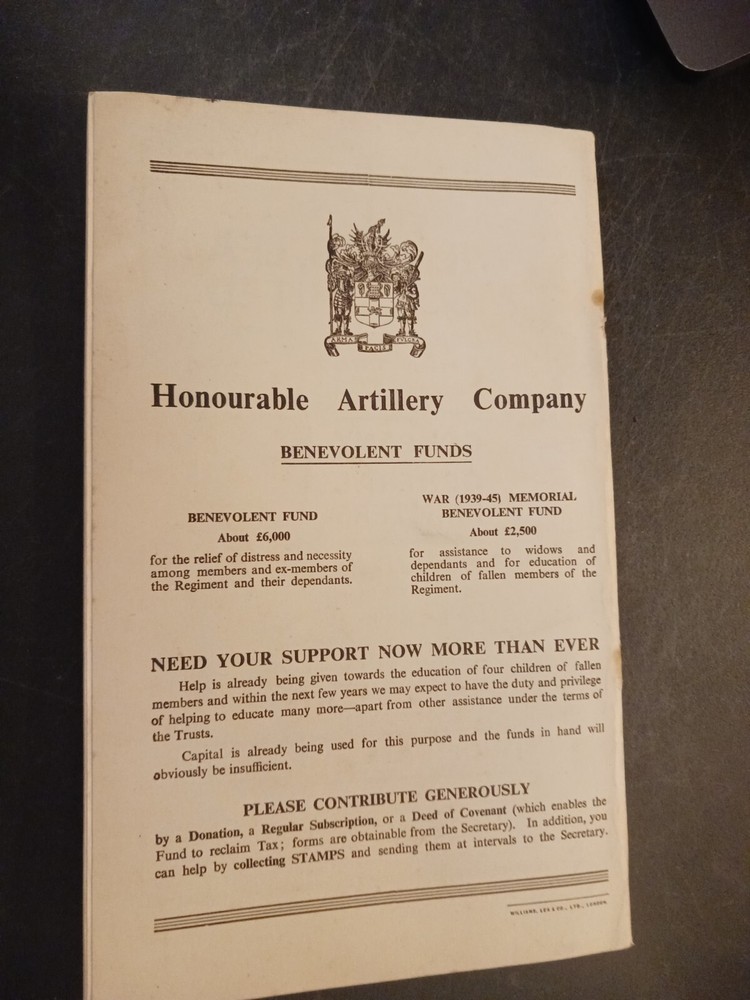 ARMA PACIS FULCRA
Honourable Artillery Company
BENEVOLENT FUNDS
BENEVOLENT FUND
About £6,000
for the relief of distress and necessity
among members and ex-members of
the Regiment and their dependants.
WAR (1939-45) MEMORIAL
BENEVOLENT FUND
About £2,500
for assistance to widows and
dependants and for education of
children of fallen members of the
Regiment.
NEED YOUR SUPPORT NOW MORE THAN EVER
Help is already being given towards the education of four children of fallen
members and within the next few years we may expect to have the duty and privilege
of helping to educate many more—apart from other assistance under the terms of
the Trusts.
Capital is already being used for this purpose and the funds in hand will
obviously be insufficient.
PLEASE CONTRIBUTE GENEROUSLY
by a Donation, a Regular Subscription, or a Deed of Covenant (which enables the
Fund to reclaim Tax; forms are obtainable from the Secretary). In addition, you
can help by collecting STAMPS and sending them at intervals to the Secretary.
WILLIAMS, LEA & CO., LTD., LONDON